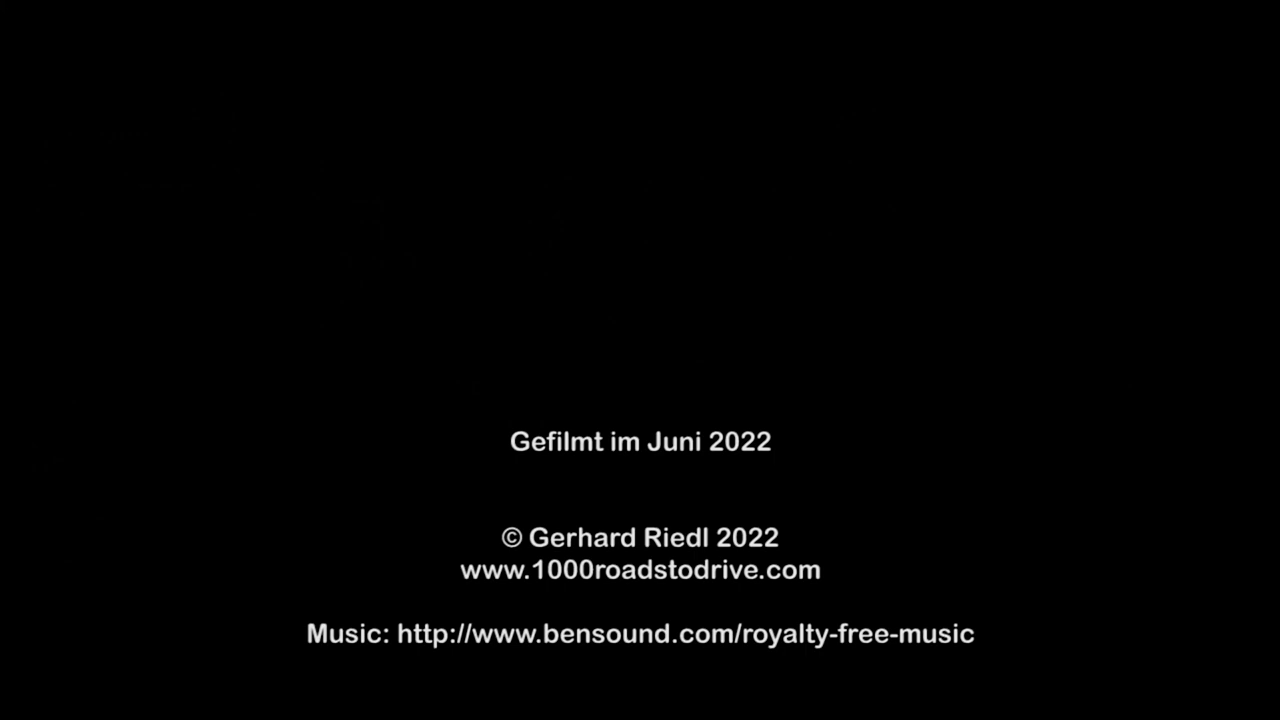 Gefilmt im Juni 2022
© Gerhard Riedl 2022
www.1000roadstodrive.com
Music: http://www.bensound.com/royalty-free-music